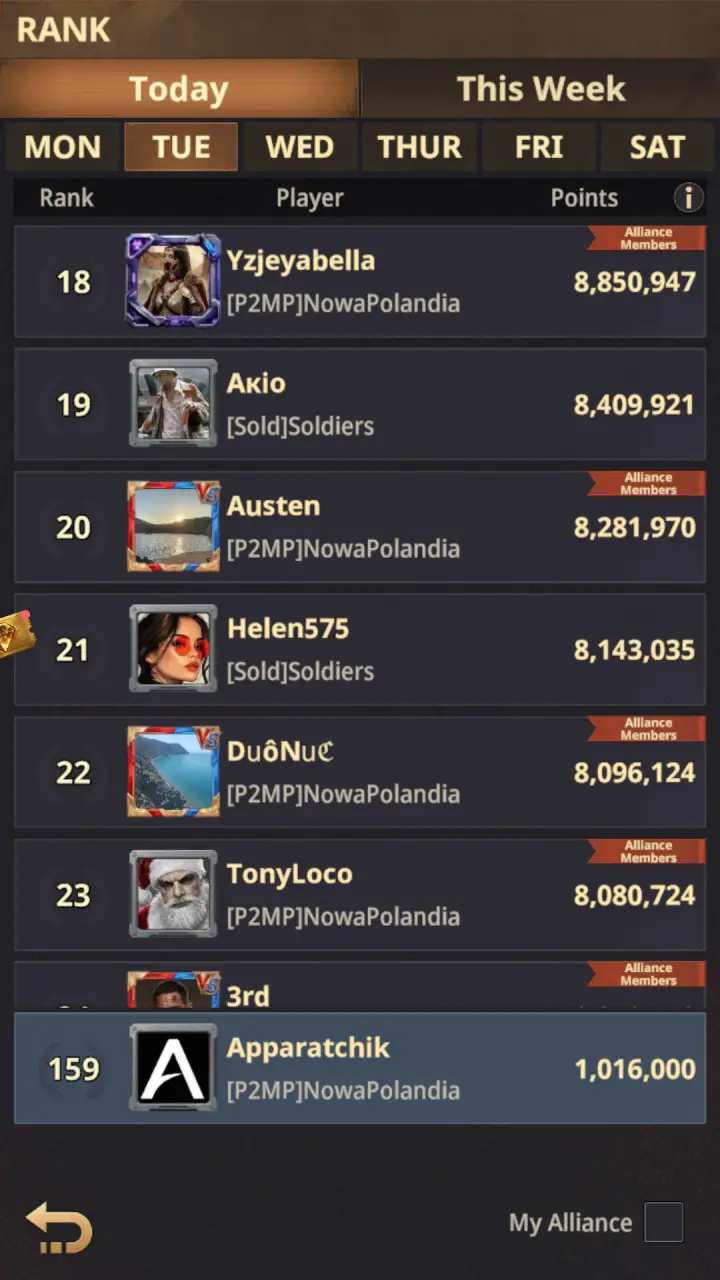 RANK
Today
This Week
MON
TUE
WED
THUR
FRI
SAT
Rank
Player
Points
i
Alliance
Members
18
Yzjeyabella
[P2MP]NowaPolandia
8,850,947
19
Aкio
[Sold]Soldiers
8,409,921
Alliance
Members
20
Austen
[P2MP]NowaPolandia
8,281,970
21
Helen575
[Sold]Soldiers
8,143,035
Alliance
Members
22
DuôNuℭ
[P2MP]NowaPolandia
8,096,124
Alliance
Members
23
TonyLoco
[P2MP]NowaPolandia
8,080,724
Alliance
Members
3rd
159
Apparatchik
[P2MP]NowaPolandia
1,016,000
My Alliance